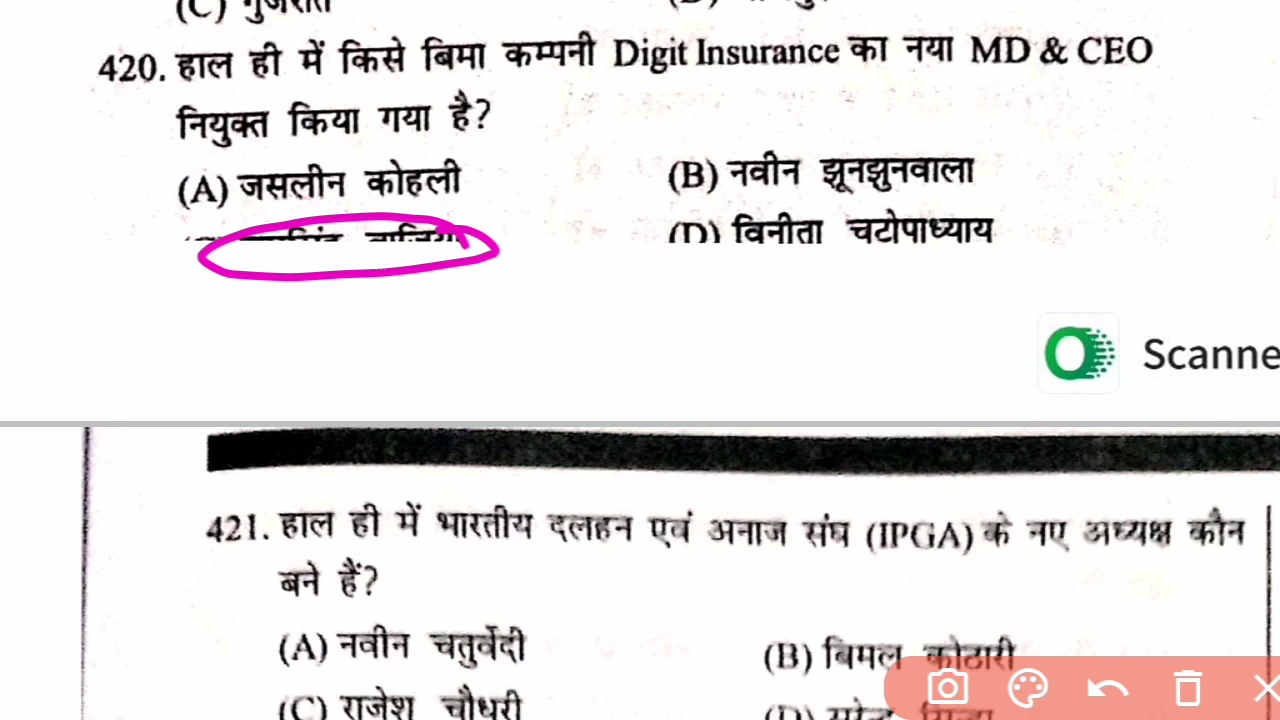 (C) गुजरात
420. हाल ही में किसे बिमा कम्पनी Digit Insurance का नया MD & CEO
नियुक्त किया गया है?
(A) जसलीन कोहली (B) नवीन झूनझुनवाला
(D) विनीता चटोपाध्याय
Scanne
421. हाल ही में भारतीय दलहन एवं अनाज संघ (IPGA) के नए अध्यक्ष कौन
बने हैं?
(A) नवीन चतुर्वेदी (B) बिमल कोठारी
(C) राजेश चौधरी (D)